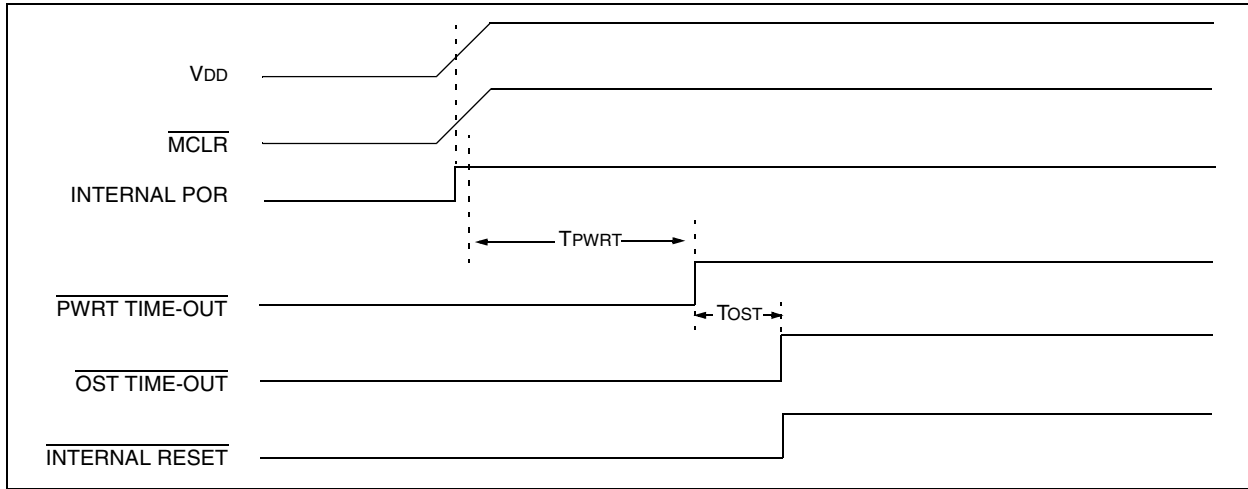 VDD
MCLR
INTERNAL POR
TPWRT
PWRT TIME-OUT
TOST
OST TIME-OUT
INTERNAL RESET